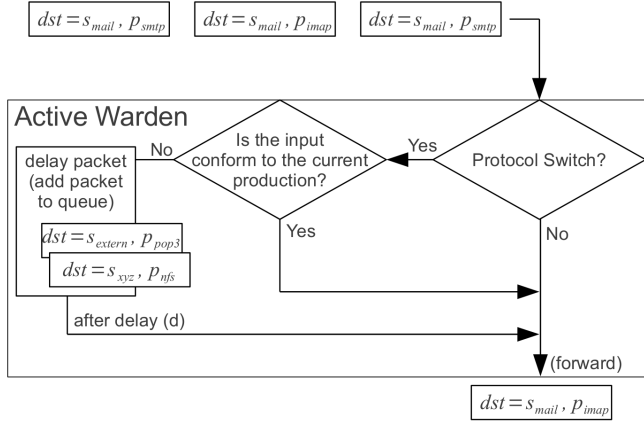 dst = s_mail, p_smtp
dst = s_mail, p_imap
dst = s_mail, p_smtp
Active Warden
No
Is the input
conform to the current
production?
Yes
Protocol Switch?
delay packet
(add packet
to queue)
dst = s_extern, p_pop3
dst = s_xyz, p_nfs
Yes
No
after delay (d)
(forward)
dst = s_mail, p_imap